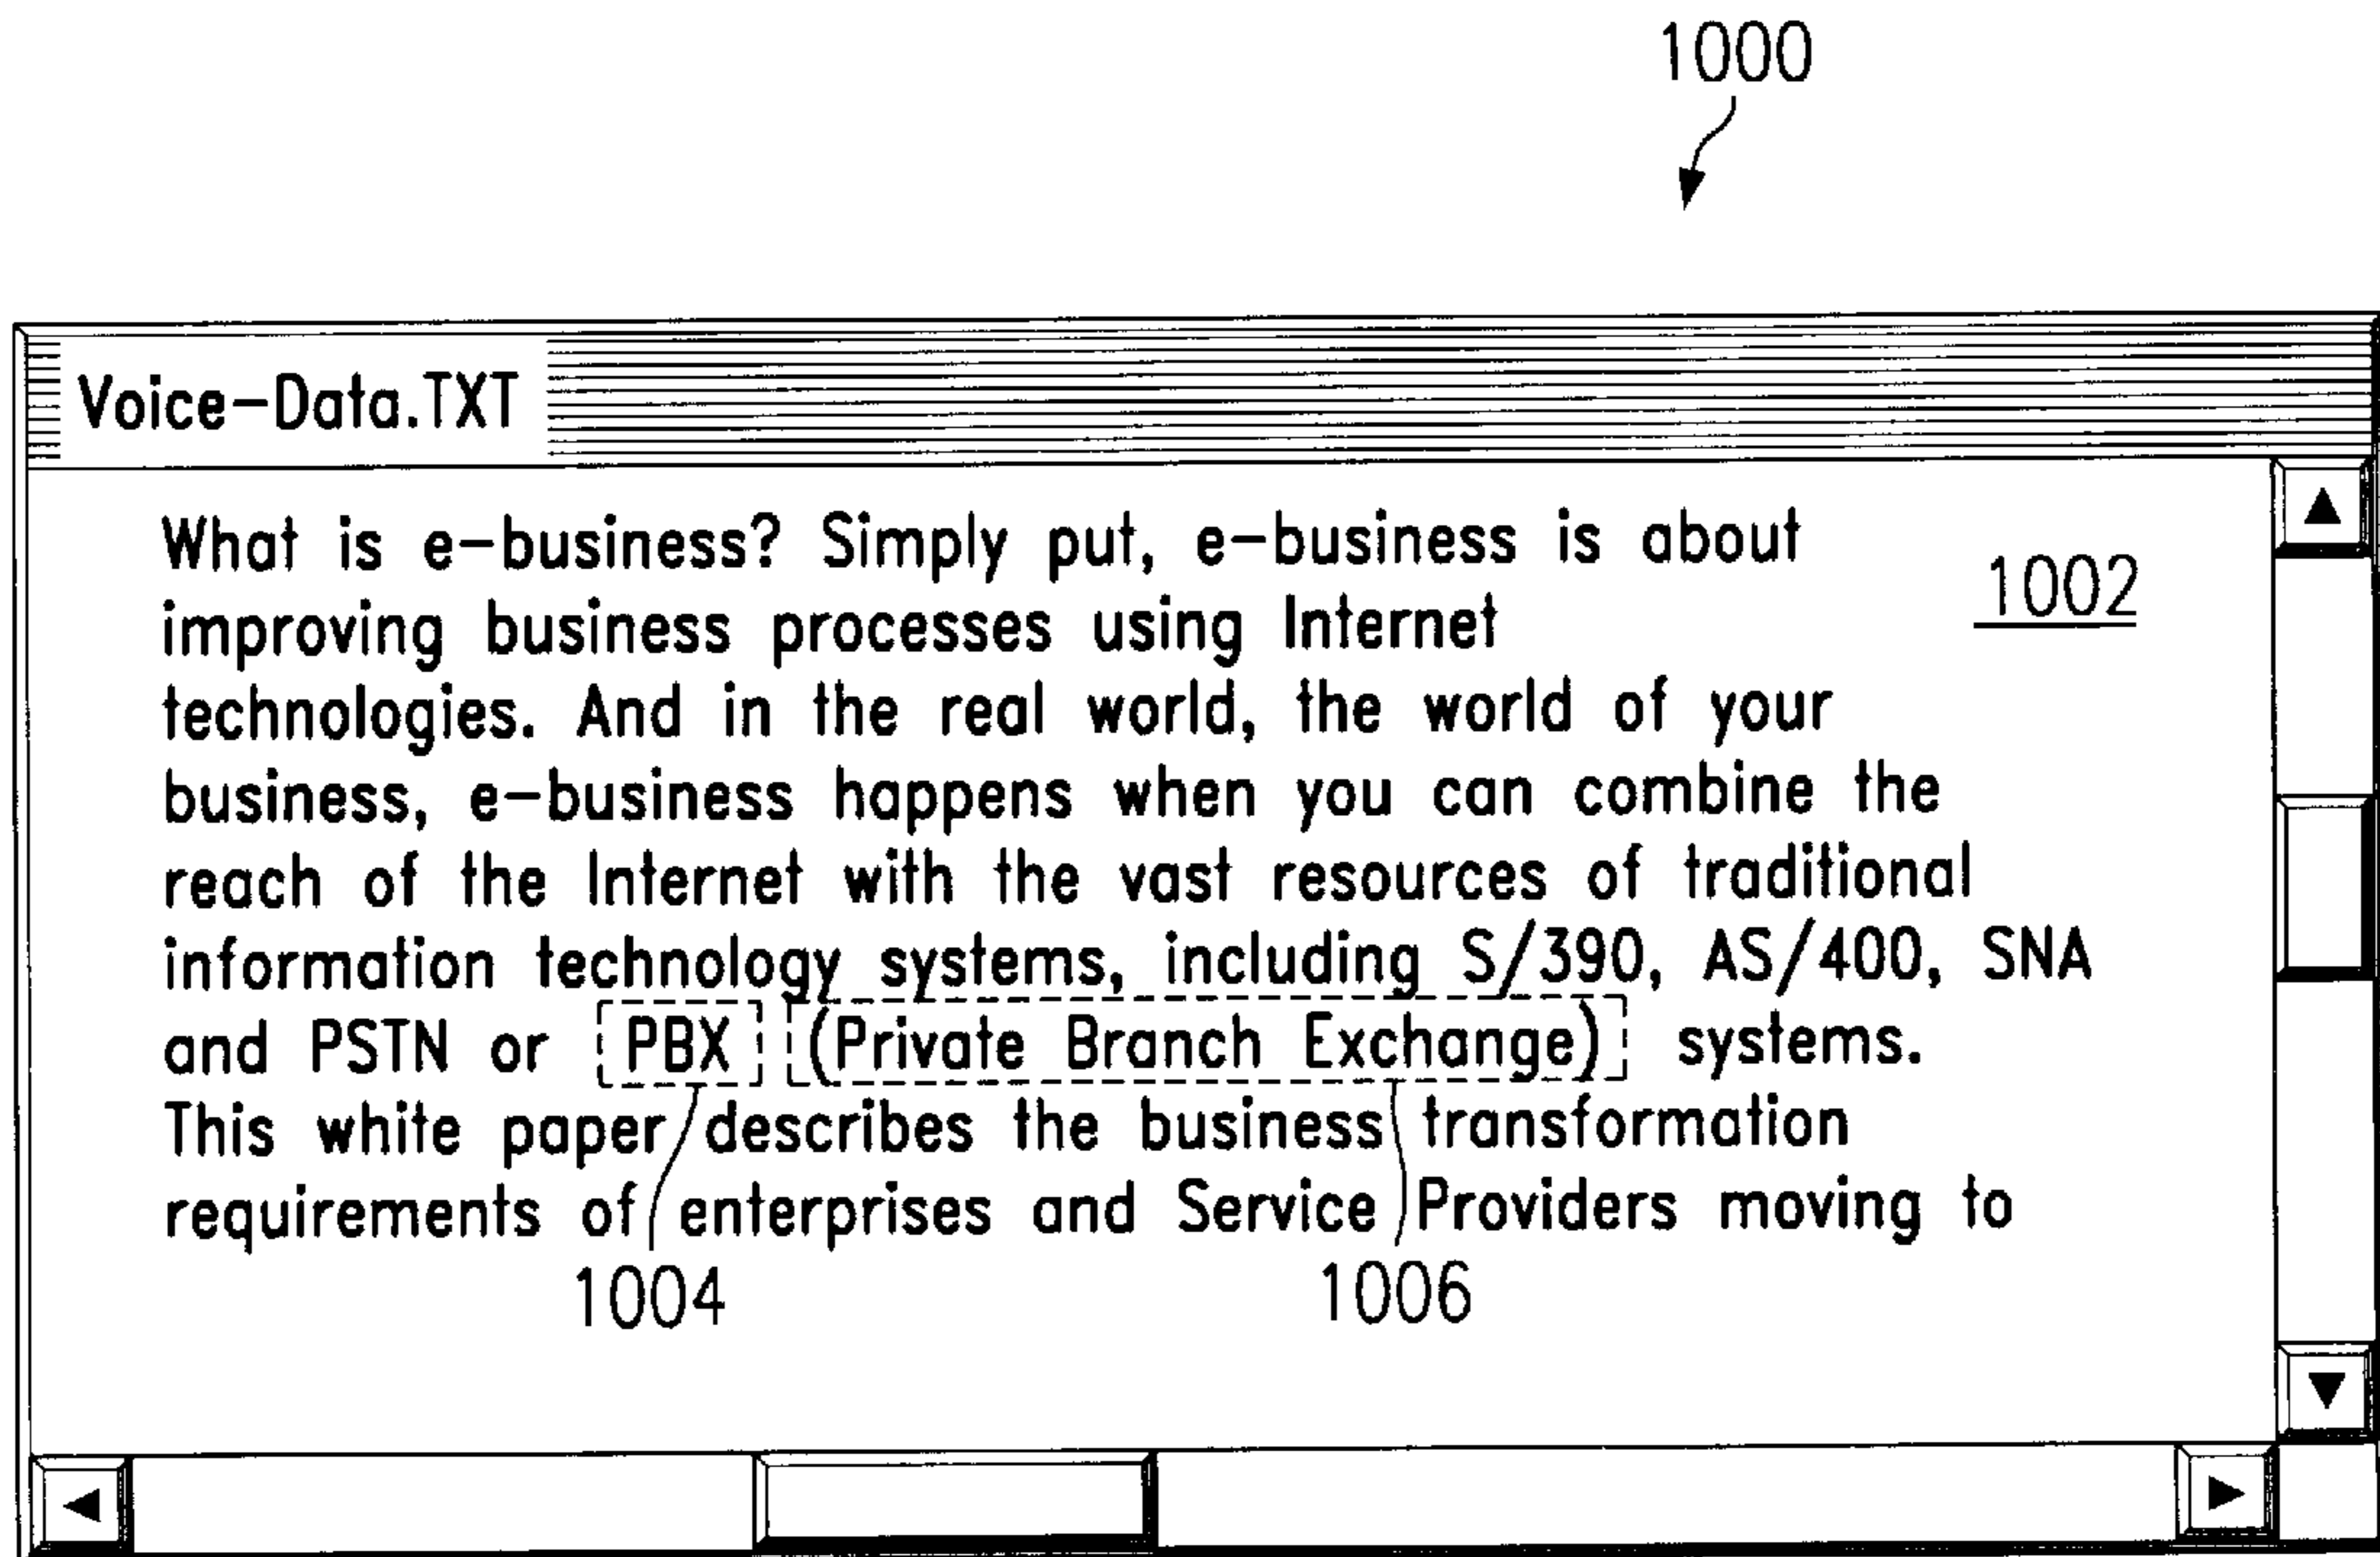 1000
Voice-Data.TXT
What is e-business? Simply put, e-business is about
1002
improving business processes using Internet
technologies. And in the real world, the world of your
business, e-business happens when you can combine the
reach of the Internet with the vast resources of traditional
information technology systems, including S/390, AS/400, SNA
and PSTN or PBX (Private Branch Exchange) systems.
This white paper describes the business transformation
requirements of enterprises and Service Providers moving to
1004 1006